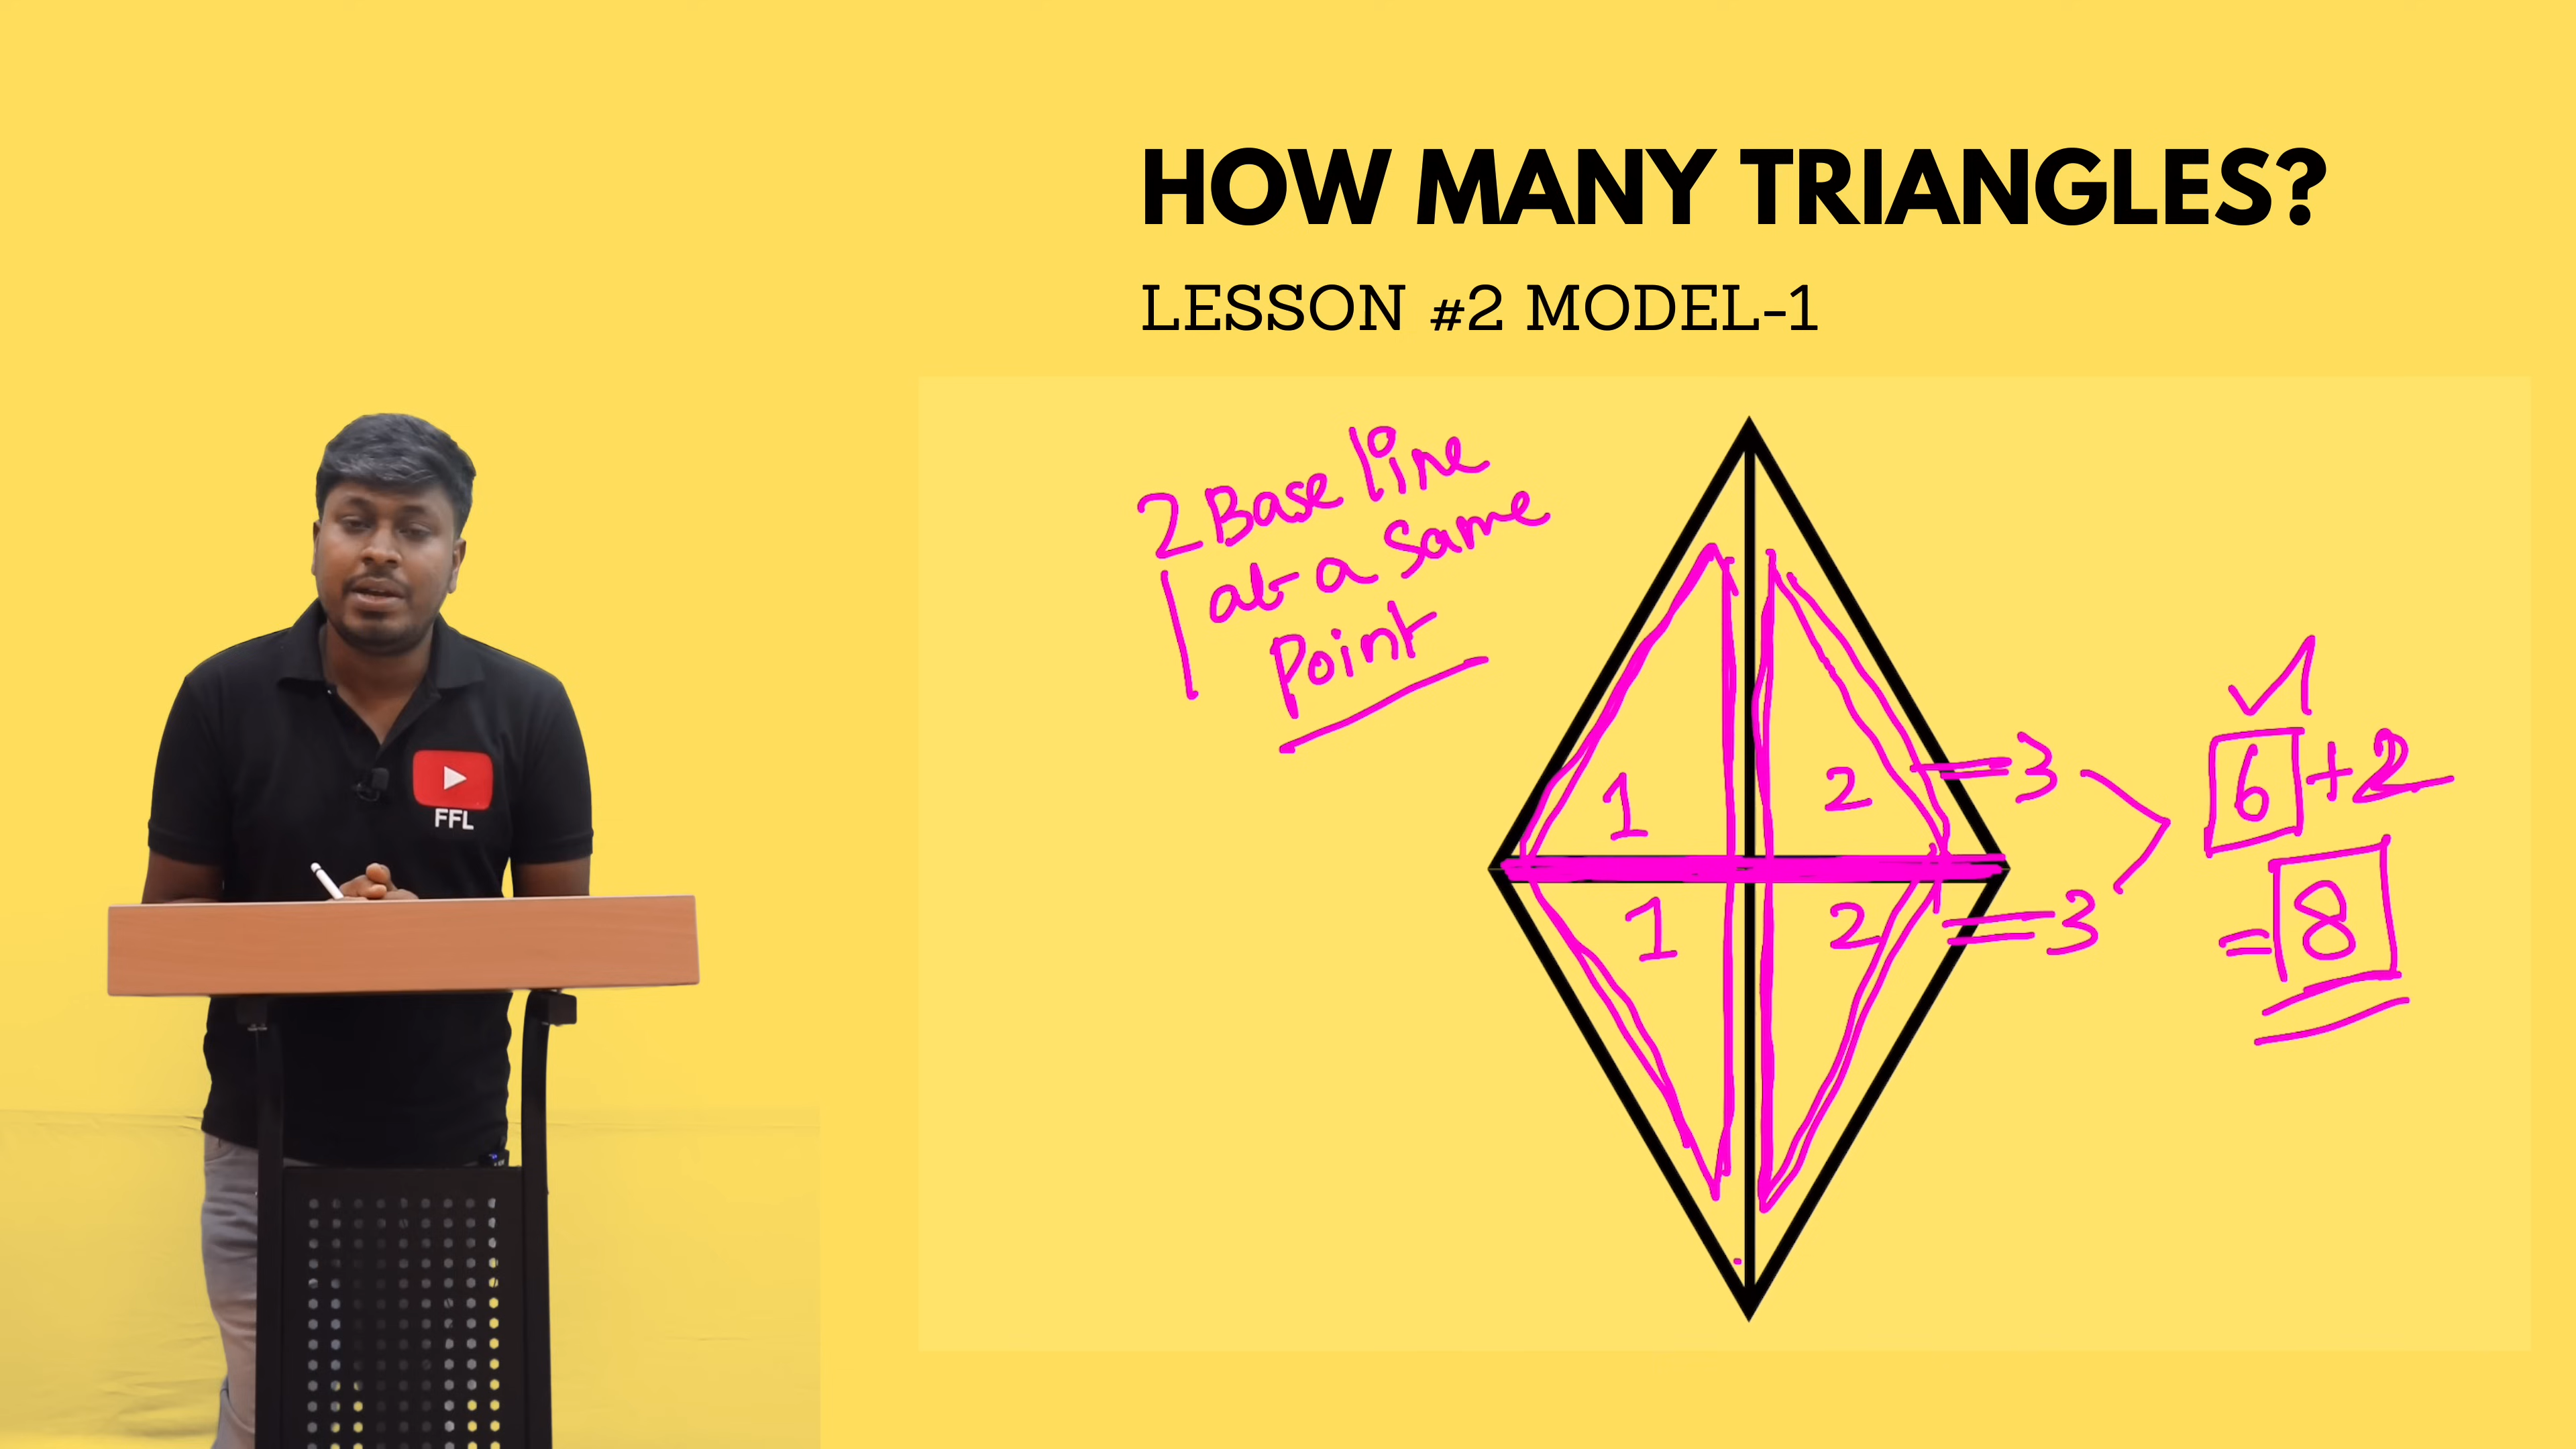 HOW MANY TRIANGLES?
LESSON #2 MODEL-1
2 Base line
at a same
Point
1
2
=3
1
2
=3
6+2
=8
FFL